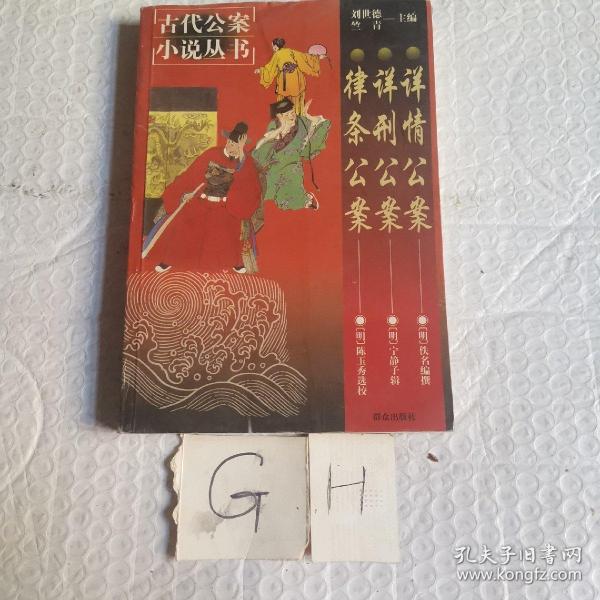 古代公案
小说丛书
刘世德
竺青
主编
详情公案
[明]佚名编撰
详刑公案
[明]宁静子辑
律条公案
[明]陈玉秀选校
群众出版社
G
H
孔夫子旧书网
www.kongfz.com